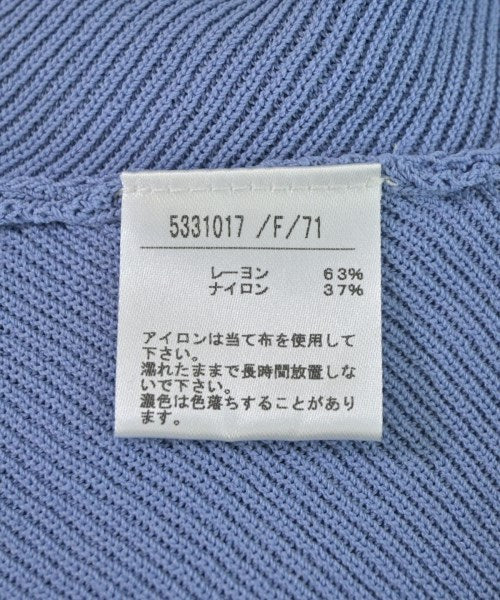 5331017 /F/71
レーヨン 63%
ナイロン 37%
アイロンは当て布を使用して
下さい。
濡れたままで長時間放置しな
いで下さい。
濃色は色落ちすることがあり
ます。